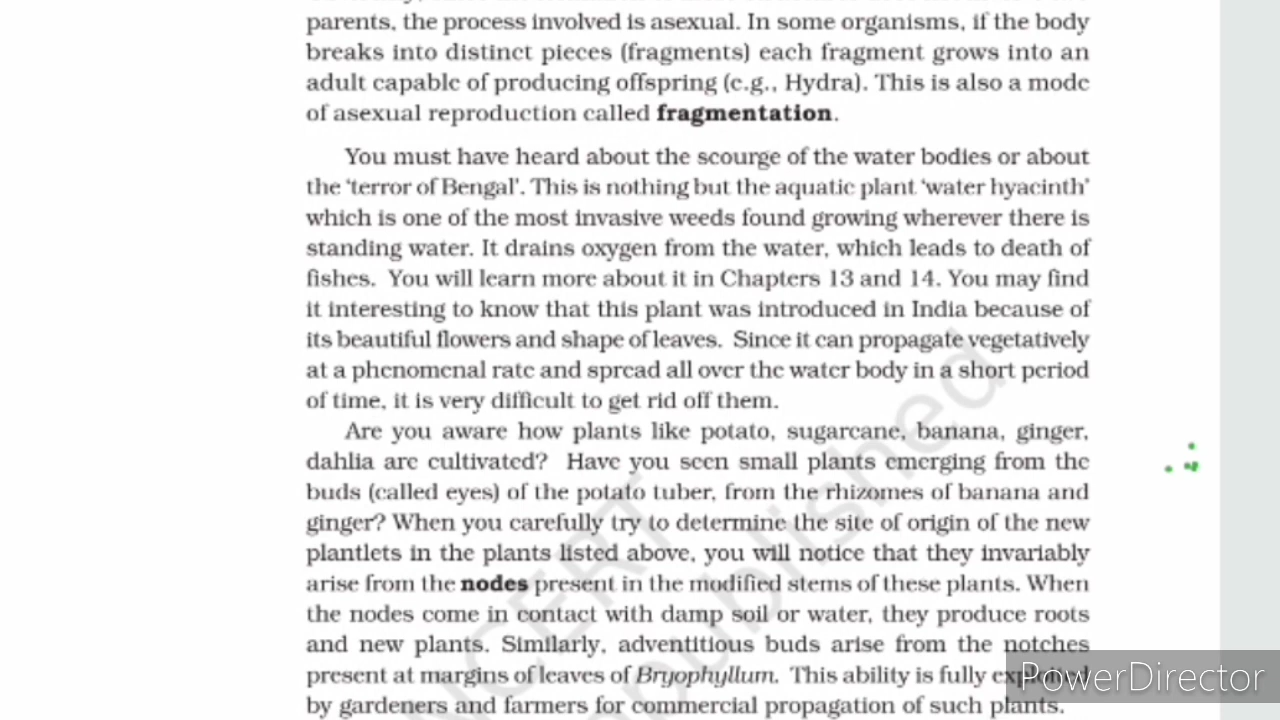 parents, the process involved is asexual. In some organisms, if the body
breaks into distinct pieces (fragments) each fragment grows into an
adult capable of producing offspring (e.g., Hydra). This is also a mode
of asexual reproduction called fragmentation.
You must have heard about the scourge of the water bodies or about
the 'terror of Bengal'. This is nothing but the aquatic plant 'water hyacinth'
which is one of the most invasive weeds found growing wherever there is
standing water. It drains oxygen from the water, which leads to death of
fishes. You will learn more about it in Chapters 13 and 14. You may find
it interesting to know that this plant was introduced in India because of
its beautiful flowers and shape of leaves. Since it can propagate vegetatively
at a phenomenal rate and spread all over the water body in a short period
of time, it is very difficult to get rid off them.
Are you aware how plants like potato, sugarcane, banana, ginger,
dahlia are cultivated? Have you seen small plants emerging from the
buds (called eyes) of the potato tuber, from the rhizomes of banana and
ginger? When you carefully try to determine the site of origin of the new
plantlets in the plants listed above, you will notice that they invariably
arise from the nodes present in the modified stems of these plants. When
the nodes come in contact with damp soil or water, they produce roots
and new plants. Similarly, adventitious buds arise from the notches
present at margins of leaves of Bryophyllum. This ability is fully
by gardeners and farmers for commercial propagation of such plants.
NCERT
published
PowerDirector